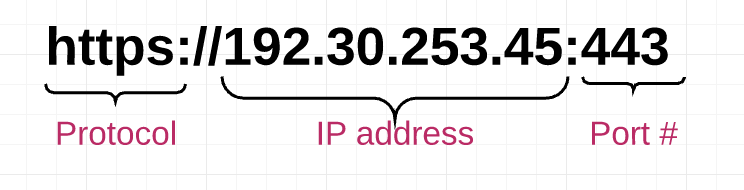 https://192.30.253.45:443
Protocol IP address Port #